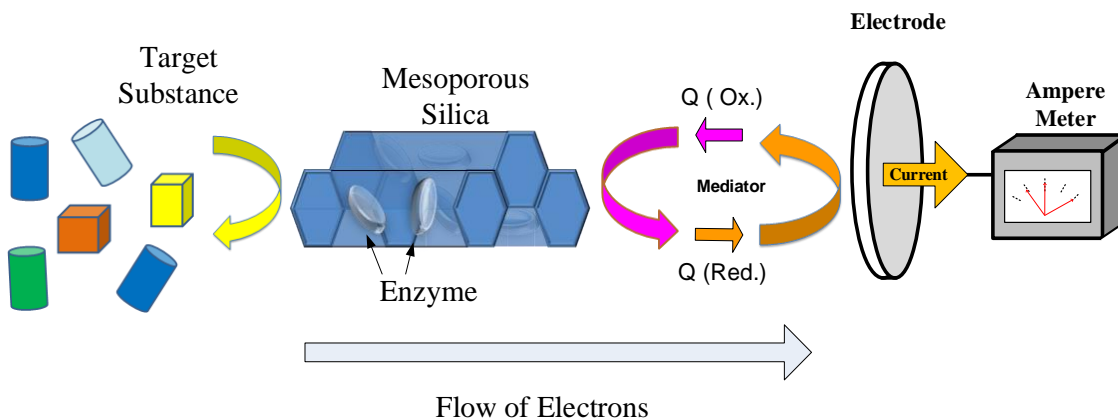 Target
Substance
Mesoporous
Silica
Enzyme
Q ( Ox.)
Mediator
Q (Red.)
Electrode
Current
Ampere
Meter
Flow of Electrons